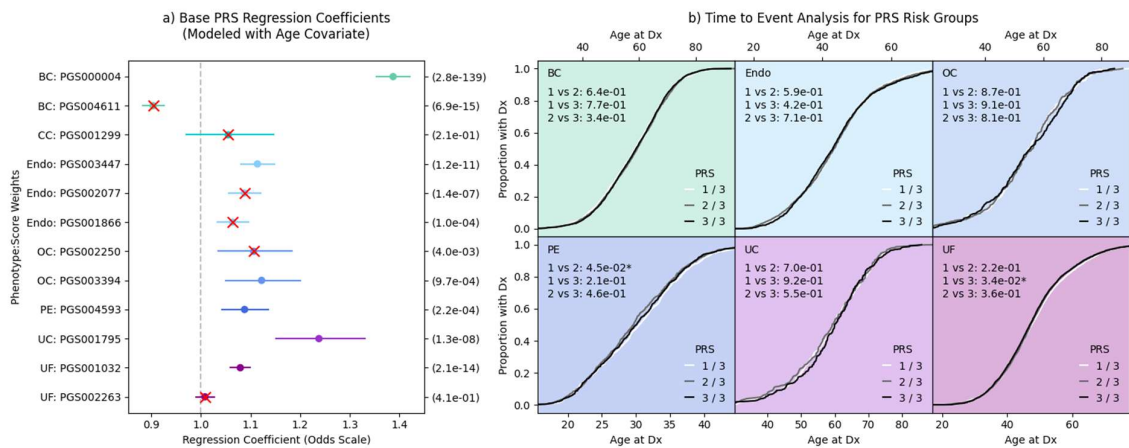 a) Base PRS Regression Coefficients
(Modeled with Age Covariate)
Phenotype:Score Weights
BC: PGS000004
(2.8e-139)
BC: PGS004611
(6.9e-15)
CC: PGS001299
(2.1e-01)
Endo: PGS003447
(1.2e-11)
Endo: PGS002077
(1.4e-07)
Endo: PGS001866
(1.0e-04)
OC: PGS002250
(4.0e-03)
OC: PGS003394
(9.7e-04)
PE: PGS004593
(2.2e-04)
UC: PGS001795
(1.3e-08)
UF: PGS001032
(2.1e-14)
UF: PGS002263
(4.1e-01)
0.9 1.0 1.1 1.2 1.3 1.4
Regression Coefficient (Odds Scale)
b) Time to Event Analysis for PRS Risk Groups
Age at Dx
40 60 80
Age at Dx
20 40 60
Age at Dx
20 40 60 80
Proportion with Dx
1.0
0.8
0.6
0.4
0.2
0.0
BC
1 vs 2: 6.4e-01
1 vs 3: 7.7e-01
2 vs 3: 3.4e-01
PRS
1 / 3
2 / 3
3 / 3
Endo
1 vs 2: 5.9e-01
1 vs 3: 4.2e-01
2 vs 3: 7.1e-01
PRS
1 / 3
2 / 3
3 / 3
OC
1 vs 2: 8.7e-01
1 vs 3: 9.1e-01
2 vs 3: 8.1e-01
PRS
1 / 3
2 / 3
3 / 3
Proportion with Dx
1.0
0.8
0.6
0.4
0.2
0.0
PE
1 vs 2: 4.5e-02*
1 vs 3: 2.1e-01
2 vs 3: 4.6e-01
PRS
1 / 3
2 / 3
3 / 3
UC
1 vs 2: 7.0e-01
1 vs 3: 9.2e-01
2 vs 3: 5.5e-01
PRS
1 / 3
2 / 3
3 / 3
UF
1 vs 2: 2.2e-01
1 vs 3: 3.4e-02*
2 vs 3: 3.6e-01
PRS
1 / 3
2 / 3
3 / 3
20 25 30 35 40
Age at Dx
40 60 80
Age at Dx
20 40 60
Age at Dx